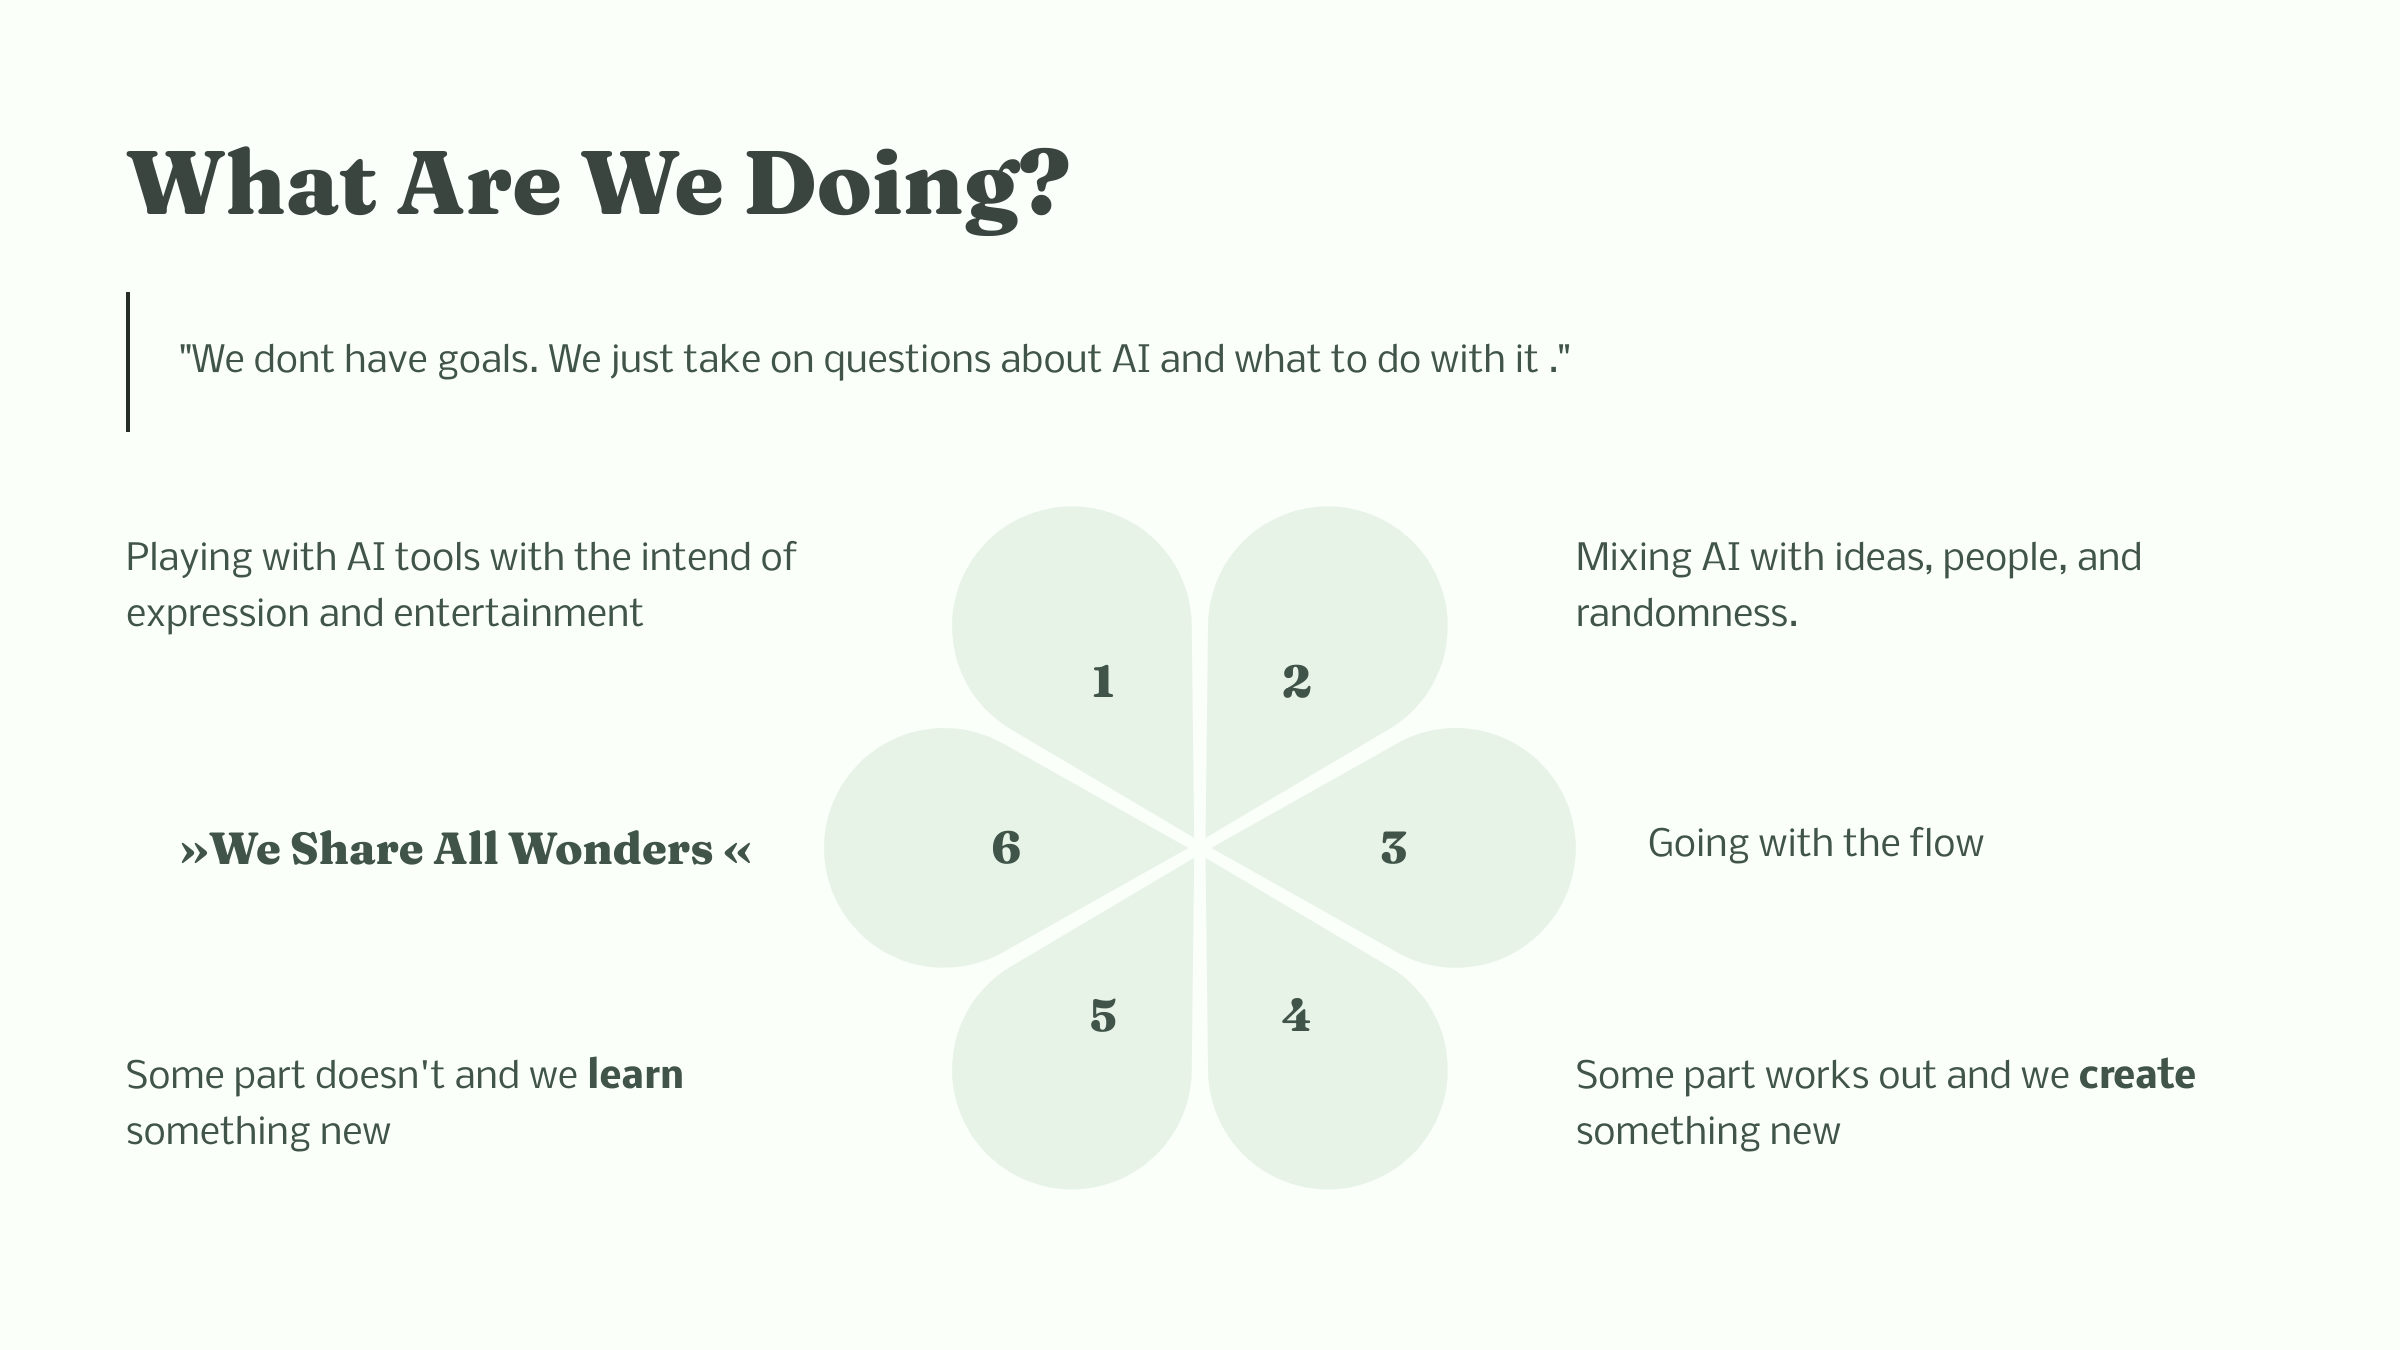 What Are We Doing?
"We dont have goals. We just take on questions about AI and what to do with it ."
Playing with AI tools with the intend of
expression and entertainment
1
2
Mixing AI with ideas, people, and
randomness.
»We Share All Wonders «
6
3
Going with the flow
Some part doesn't and we learn
something new
5
4
Some part works out and we create
something new